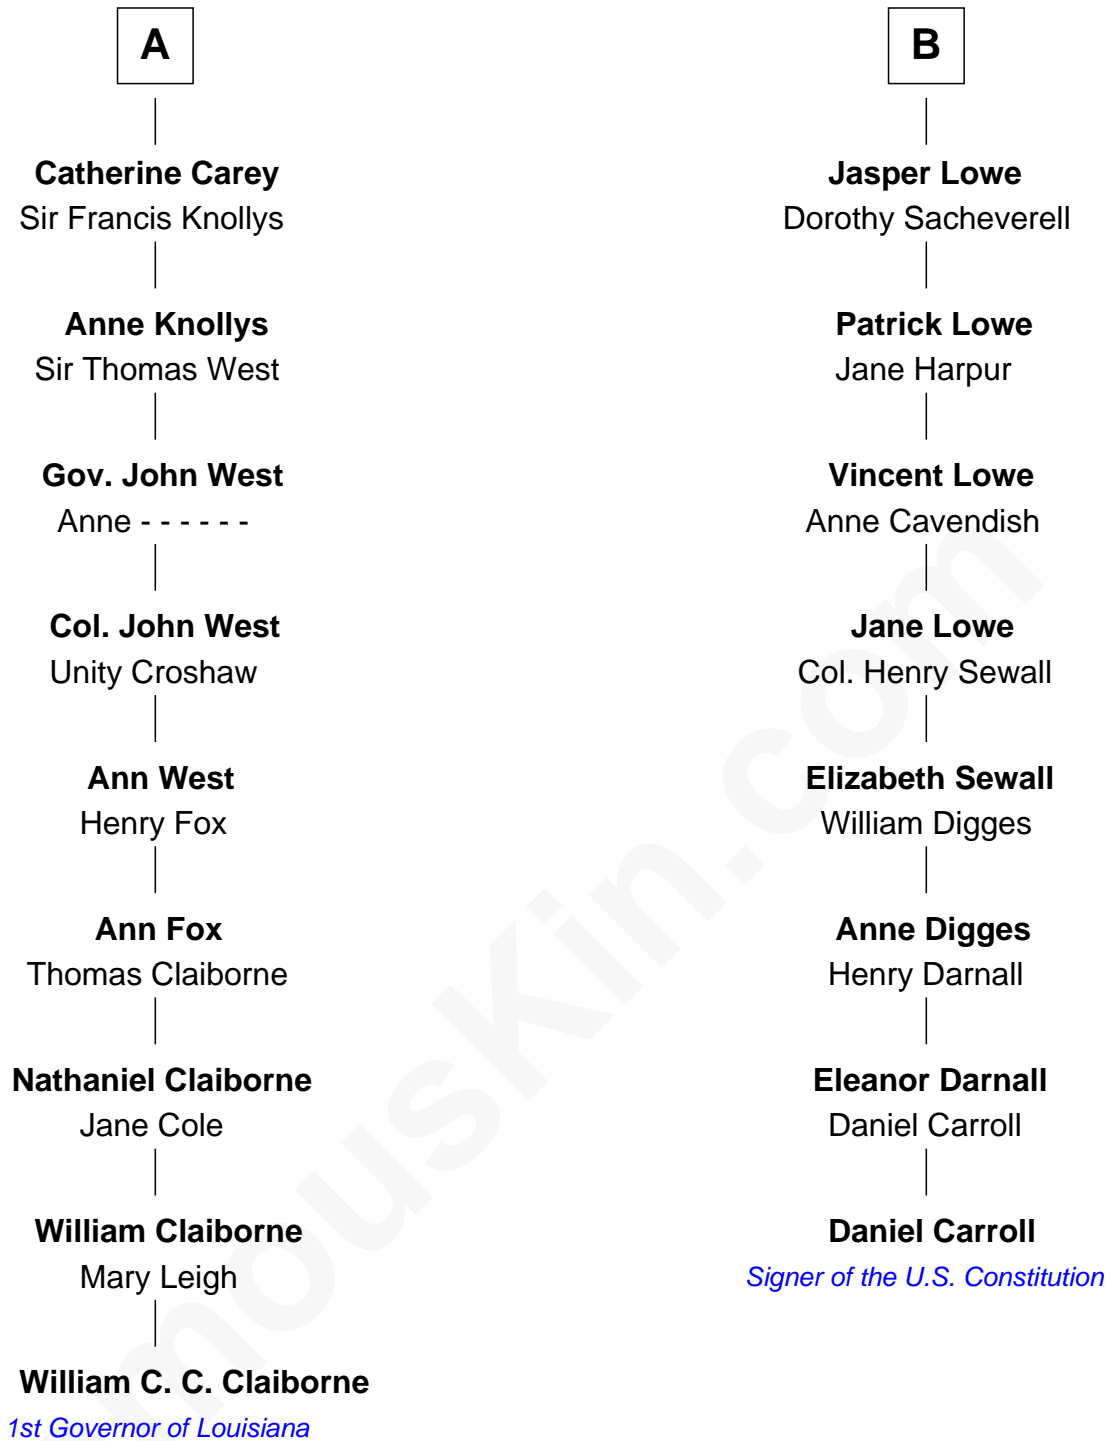 A
Catherine Carey
Sir Francis Knollys
Anne Knollys
Sir Thomas West
Gov. John West
Anne - - - - - -
Col. John West
Unity Croshaw
Ann West
Henry Fox
Ann Fox
Thomas Claiborne
Nathaniel Claiborne
Jane Cole
William Claiborne
Mary Leigh
William C. C. Claiborne
1st Governor of Louisiana
B
Jasper Lowe
Dorothy Sacheverell
Patrick Lowe
Jane Harpur
Vincent Lowe
Anne Cavendish
Jane Lowe
Col. Henry Sewall
Elizabeth Sewall
William Digges
Anne Digges
Henry Darnall
Eleanor Darnall
Daniel Carroll
Daniel Carroll
Signer of the U.S. Constitution
mousKin.com